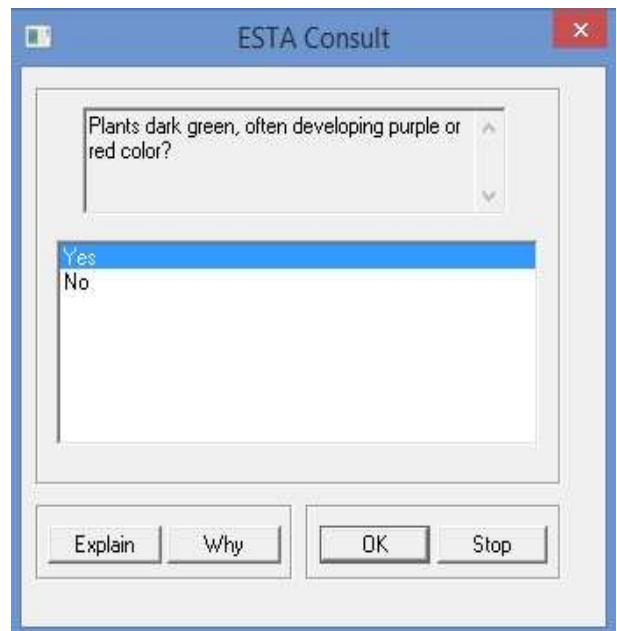 ESTA Consult
Plants dark green, often developing purple or
red color?
Yes
No
Explain
Why
OK
Stop